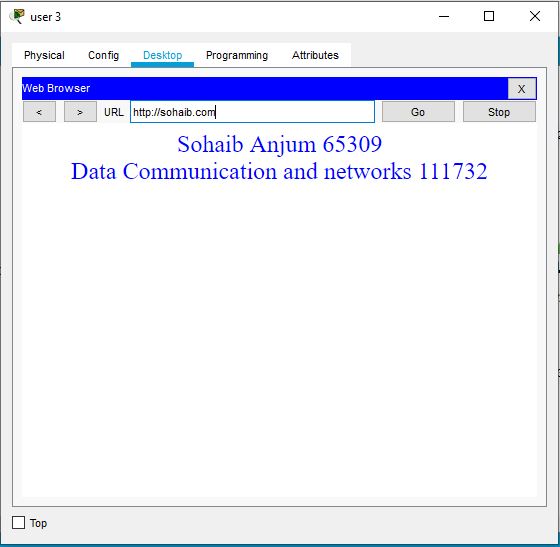 user 3
Physical Config Desktop Programming Attributes
Web Browser X
< > URL http://sohaib.com Go Stop
Sohaib Anjum 65309
Data Communication and networks 111732
Top